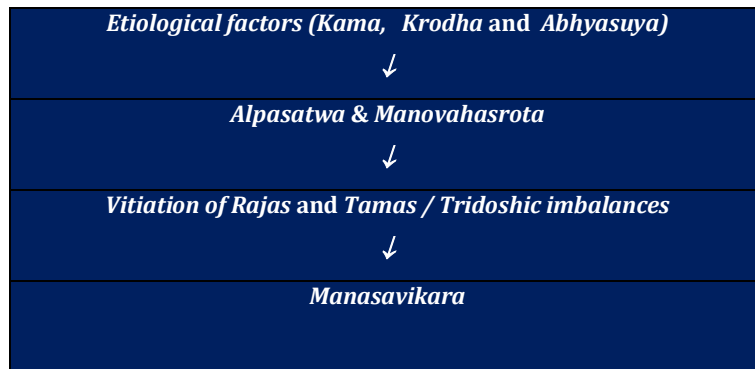 Etiological factors (Kama, Krodha and Abhyasuya)
↓
Alpasatwa & Manovahasrota
↓
Vitiation of Rajas and Tamas / Tridoshic imbalances
↓
Manasavikara